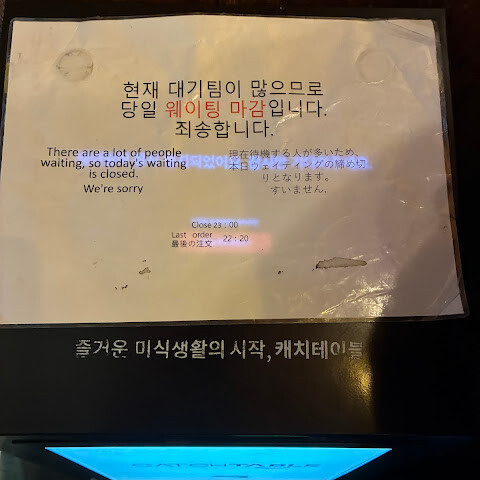 현재 대기팀이 많으므로
당일 웨이팅 마감입니다.
죄송합니다.
There are a lot of people
waiting, so today's waiting
is closed.
We're sorry
現在待機する人が多いため、
本日ウェイティングの締め切
りとなります。
すいません。
Close 23 : 00
Last order
最後の注文 22 : 20
즐거운 미식생활의 시작, 캐치테이블
CATCHTABLE